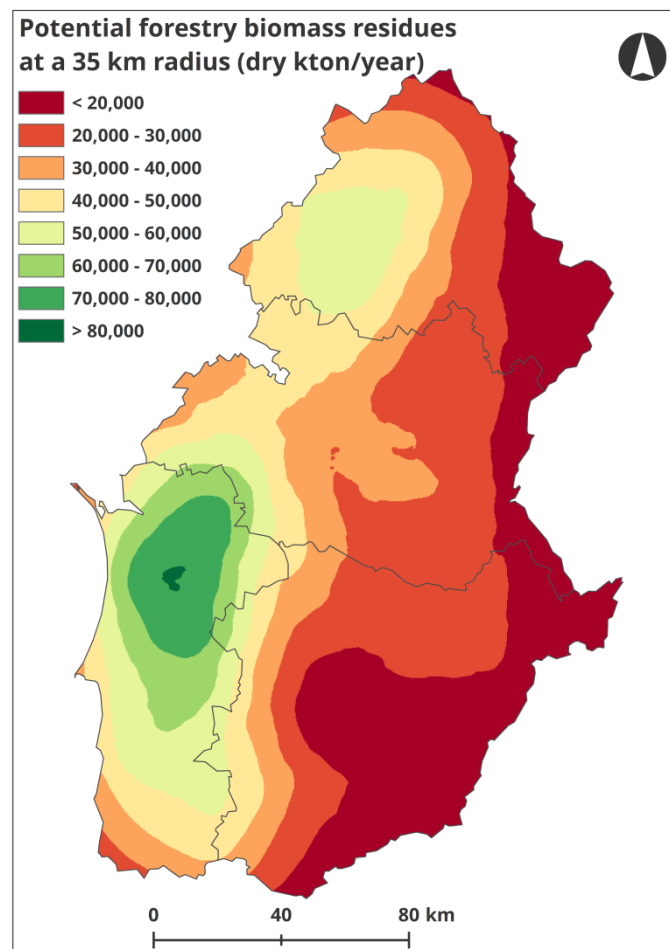 Potential forestry biomass residues
at a 35 km radius (dry kton/year)
< 20,000
20,000 - 30,000
30,000 - 40,000
40,000 - 50,000
50,000 - 60,000
60,000 - 70,000
70,000 - 80,000
> 80,000
0 40 80 km